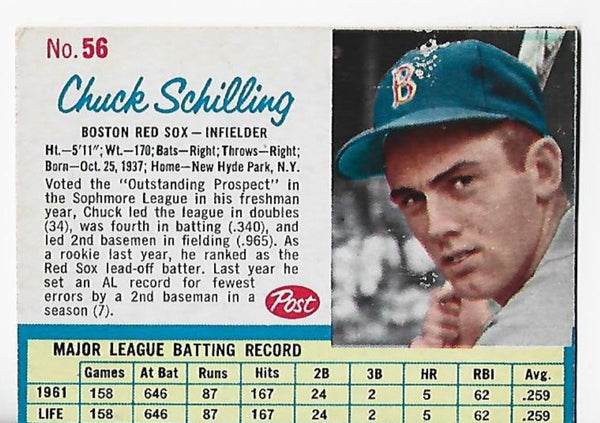 No. 56
Chuck Schilling
BOSTON RED SOX — INFIELDER
Ht.—5'11"; Wt.—170; Bats—Right; Throws—Right;
Born—Oct. 25, 1937; Home—New Hyde Park, N.Y.
Voted the "Outstanding Prospect" in
the Sophmore League in his freshman
year, Chuck led the league in doubles
(34), was fourth in batting (.340), and
led 2nd basemen in fielding (.965). As
a rookie last year, he ranked as the
Red Sox lead-off batter. Last year he
set an AL record for fewest
errors by a 2nd baseman in a
season (7).
Post
B
MAJOR LEAGUE BATTING RECORD
Games At Bat Runs Hits 2B 3B HR RBI Avg.
1961 158 646 87 167 24 2 5 62 .259
LIFE 158 646 87 167 24 2 5 62 .259